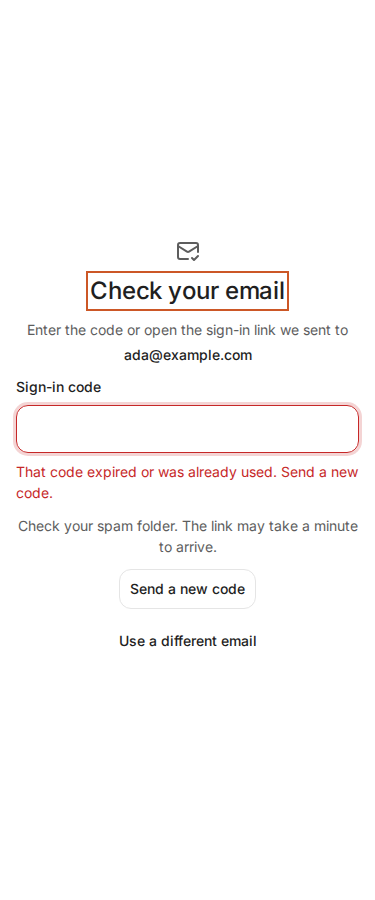 Check your email
Enter the code or open the sign-in link we sent to
ada@example.com
Sign-in code
That code expired or was already used. Send a new
code.
Check your spam folder. The link may take a minute
to arrive.
Send a new code
Use a different email